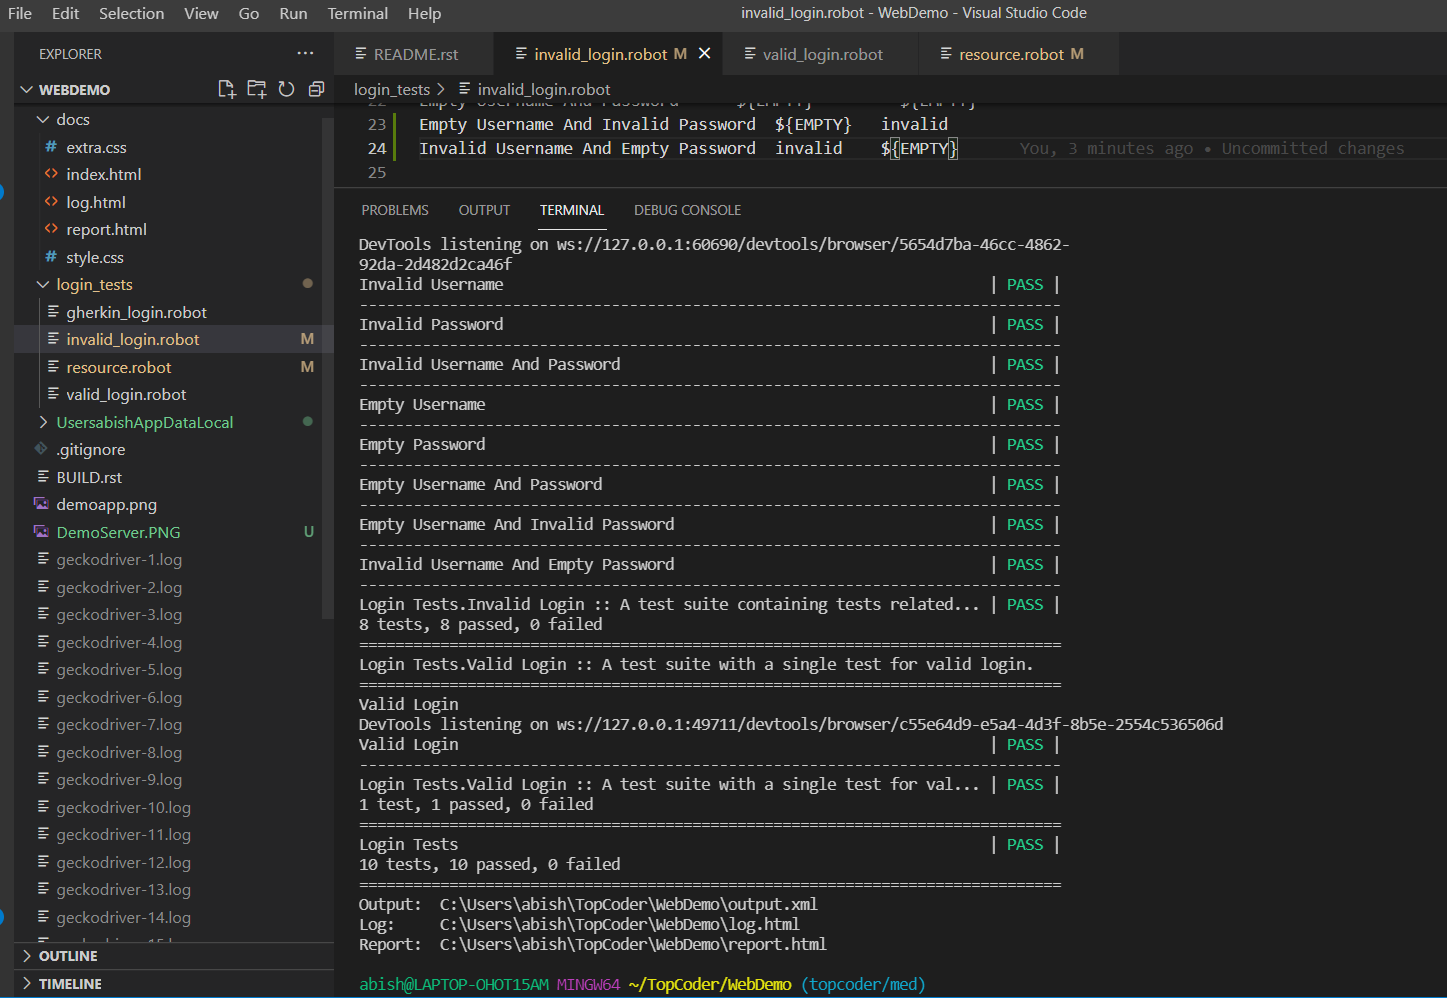 File Edit Selection View Go Run Terminal Help invalid_login.robot - WebDemo - Visual Studio Code
EXPLORER ···
README.rst invalid_login.robot M valid_login.robot resource.robot M
WEBDEMO
login_tests > invalid_login.robot
docs
extra.css
index.html
log.html
report.html
style.css
login_tests
gherkin_login.robot
invalid_login.robot M
resource.robot M
valid_login.robot
UsersabishAppDataLocal
.gitignore
BUILD.rst
demoapp.png
DemoServer.PNG U
geckodriver-1.log
geckodriver-2.log
geckodriver-3.log
geckodriver-4.log
geckodriver-5.log
geckodriver-6.log
geckodriver-7.log
geckodriver-8.log
geckodriver-9.log
geckodriver-10.log
geckodriver-11.log
geckodriver-12.log
geckodriver-13.log
geckodriver-14.log
OUTLINE
TIMELINE
22 Empty Username And Password ${EMPTY} ${EMPTY}
23 Empty Username And Invalid Password ${EMPTY} invalid
24 Invalid Username And Empty Password invalid ${EMPTY} You, 3 minutes ago • Uncommitted changes
25
PROBLEMS OUTPUT TERMINAL DEBUG CONSOLE
DevTools listening on ws://127.0.0.1:60690/devtools/browser/5654d7ba-46cc-4862-
92da-2d482d2ca46f
Invalid Username | PASS |
------------------------------------------------------------------------------
Invalid Password | PASS |
------------------------------------------------------------------------------
Invalid Username And Password | PASS |
------------------------------------------------------------------------------
Empty Username | PASS |
------------------------------------------------------------------------------
Empty Password | PASS |
------------------------------------------------------------------------------
Empty Username And Password | PASS |
------------------------------------------------------------------------------
Empty Username And Invalid Password | PASS |
------------------------------------------------------------------------------
Invalid Username And Empty Password | PASS |
------------------------------------------------------------------------------
Login Tests.Invalid Login :: A test suite containing tests related... | PASS |
8 tests, 8 passed, 0 failed
==============================================================================
Login Tests.Valid Login :: A test suite with a single test for valid login.
==============================================================================
Valid Login
DevTools listening on ws://127.0.0.1:49711/devtools/browser/c55e64d9-e5a4-4d3f-8b5e-2554c536506d
Valid Login | PASS |
------------------------------------------------------------------------------
Login Tests.Valid Login :: A test suite with a single test for val... | PASS |
1 test, 1 passed, 0 failed
==============================================================================
Login Tests | PASS |
10 tests, 10 passed, 0 failed
==============================================================================
Output: C:\Users\abish\TopCoder\WebDemo\output.xml
Log: C:\Users\abish\TopCoder\WebDemo\log.html
Report: C:\Users\abish\TopCoder\WebDemo\report.html
abish@LAPTOP-OHOT15AM MINGW64 ~/TopCoder/WebDemo (topcoder/med)